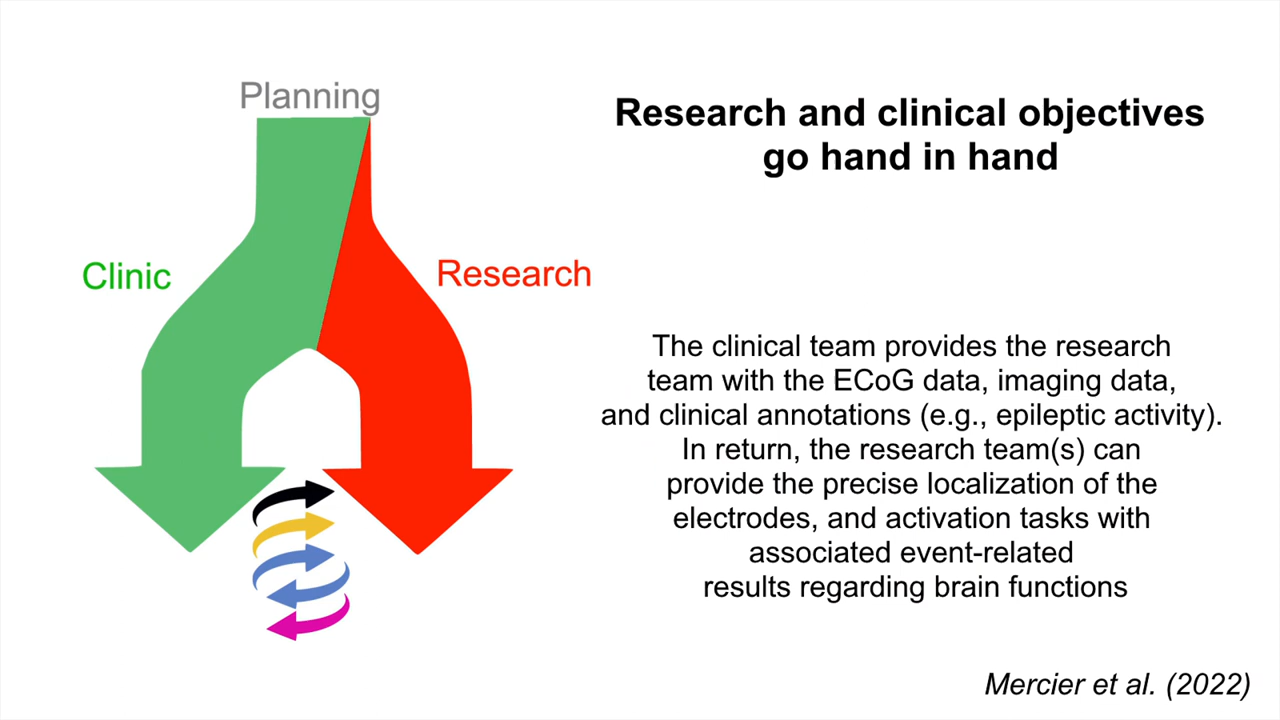 Planning
Clinic
Research
Research and clinical objectives
go hand in hand
The clinical team provides the research
team with the ECoG data, imaging data,
and clinical annotations (e.g., epileptic activity).
In return, the research team(s) can
provide the precise localization of the
electrodes, and activation tasks with
associated event-related
results regarding brain functions
Mercier et al. (2022)